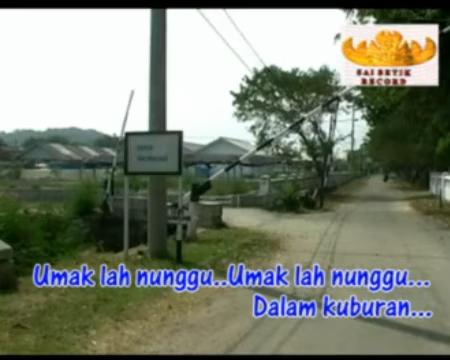 SAI BETIK
RECORD
Umak lah nunggu..Umak lah nunggu...
Dalam kuburan...